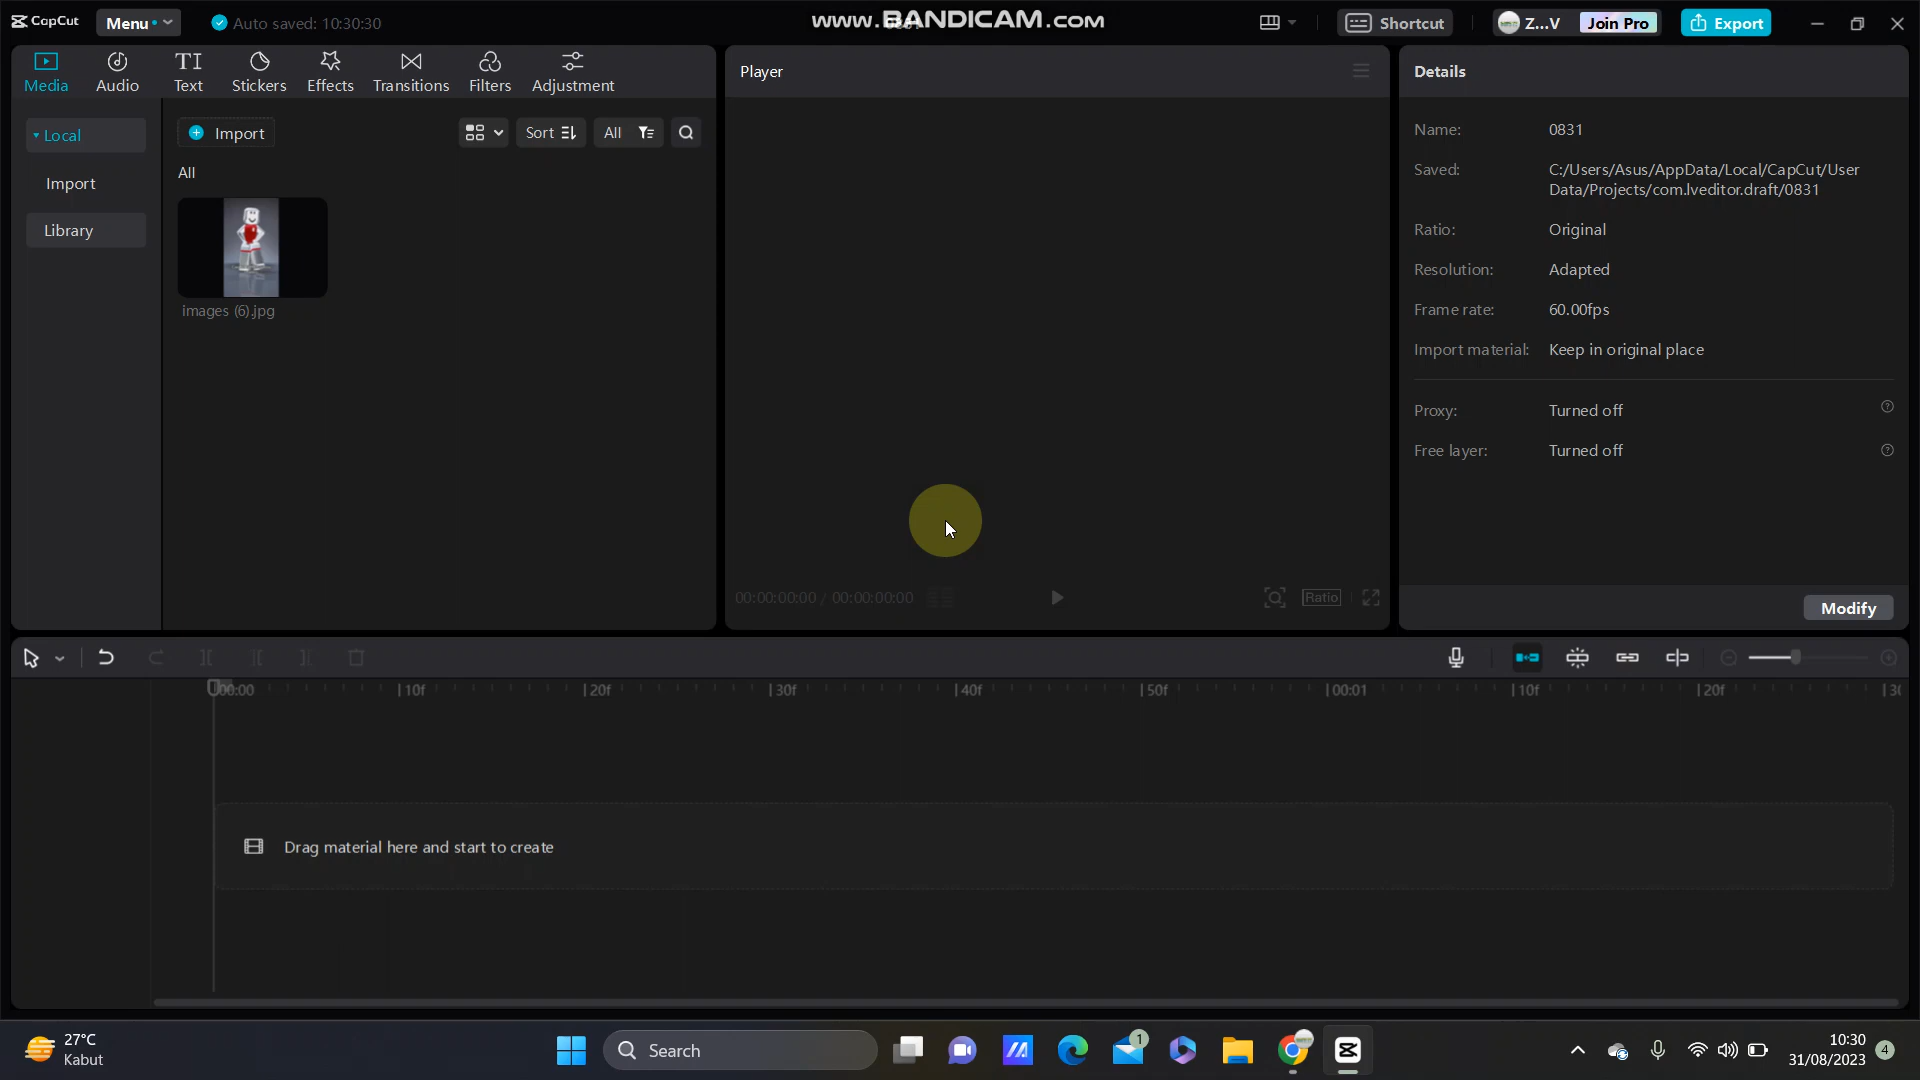 CapCut
Menu
Auto saved: 10:30:30
www.BANDICAM.com
Shortcut
Z...V
Join Pro
Export
Media
Audio
Text
Stickers
Effects
Transitions
Filters
Adjustment
Local
Import
Library
Import
Sort
All
All
images (6).jpg
Player
00:00:00:00 / 00:00:00:00
Ratio
Details
Name: 0831
Saved: C:/Users/Asus/AppData/Local/CapCut/User
Data/Projects/com.lveditor.draft/0831
Ratio: Original
Resolution: Adapted
Frame rate: 60.00fps
Import material: Keep in original place
Proxy: Turned off
Free layer: Turned off
Modify
00:00 10f 20f 30f 40f 50f 00:01 10f 20f
Drag material here and start to create
27°C
Kabut
Search
1
10:30
31/08/2023
4